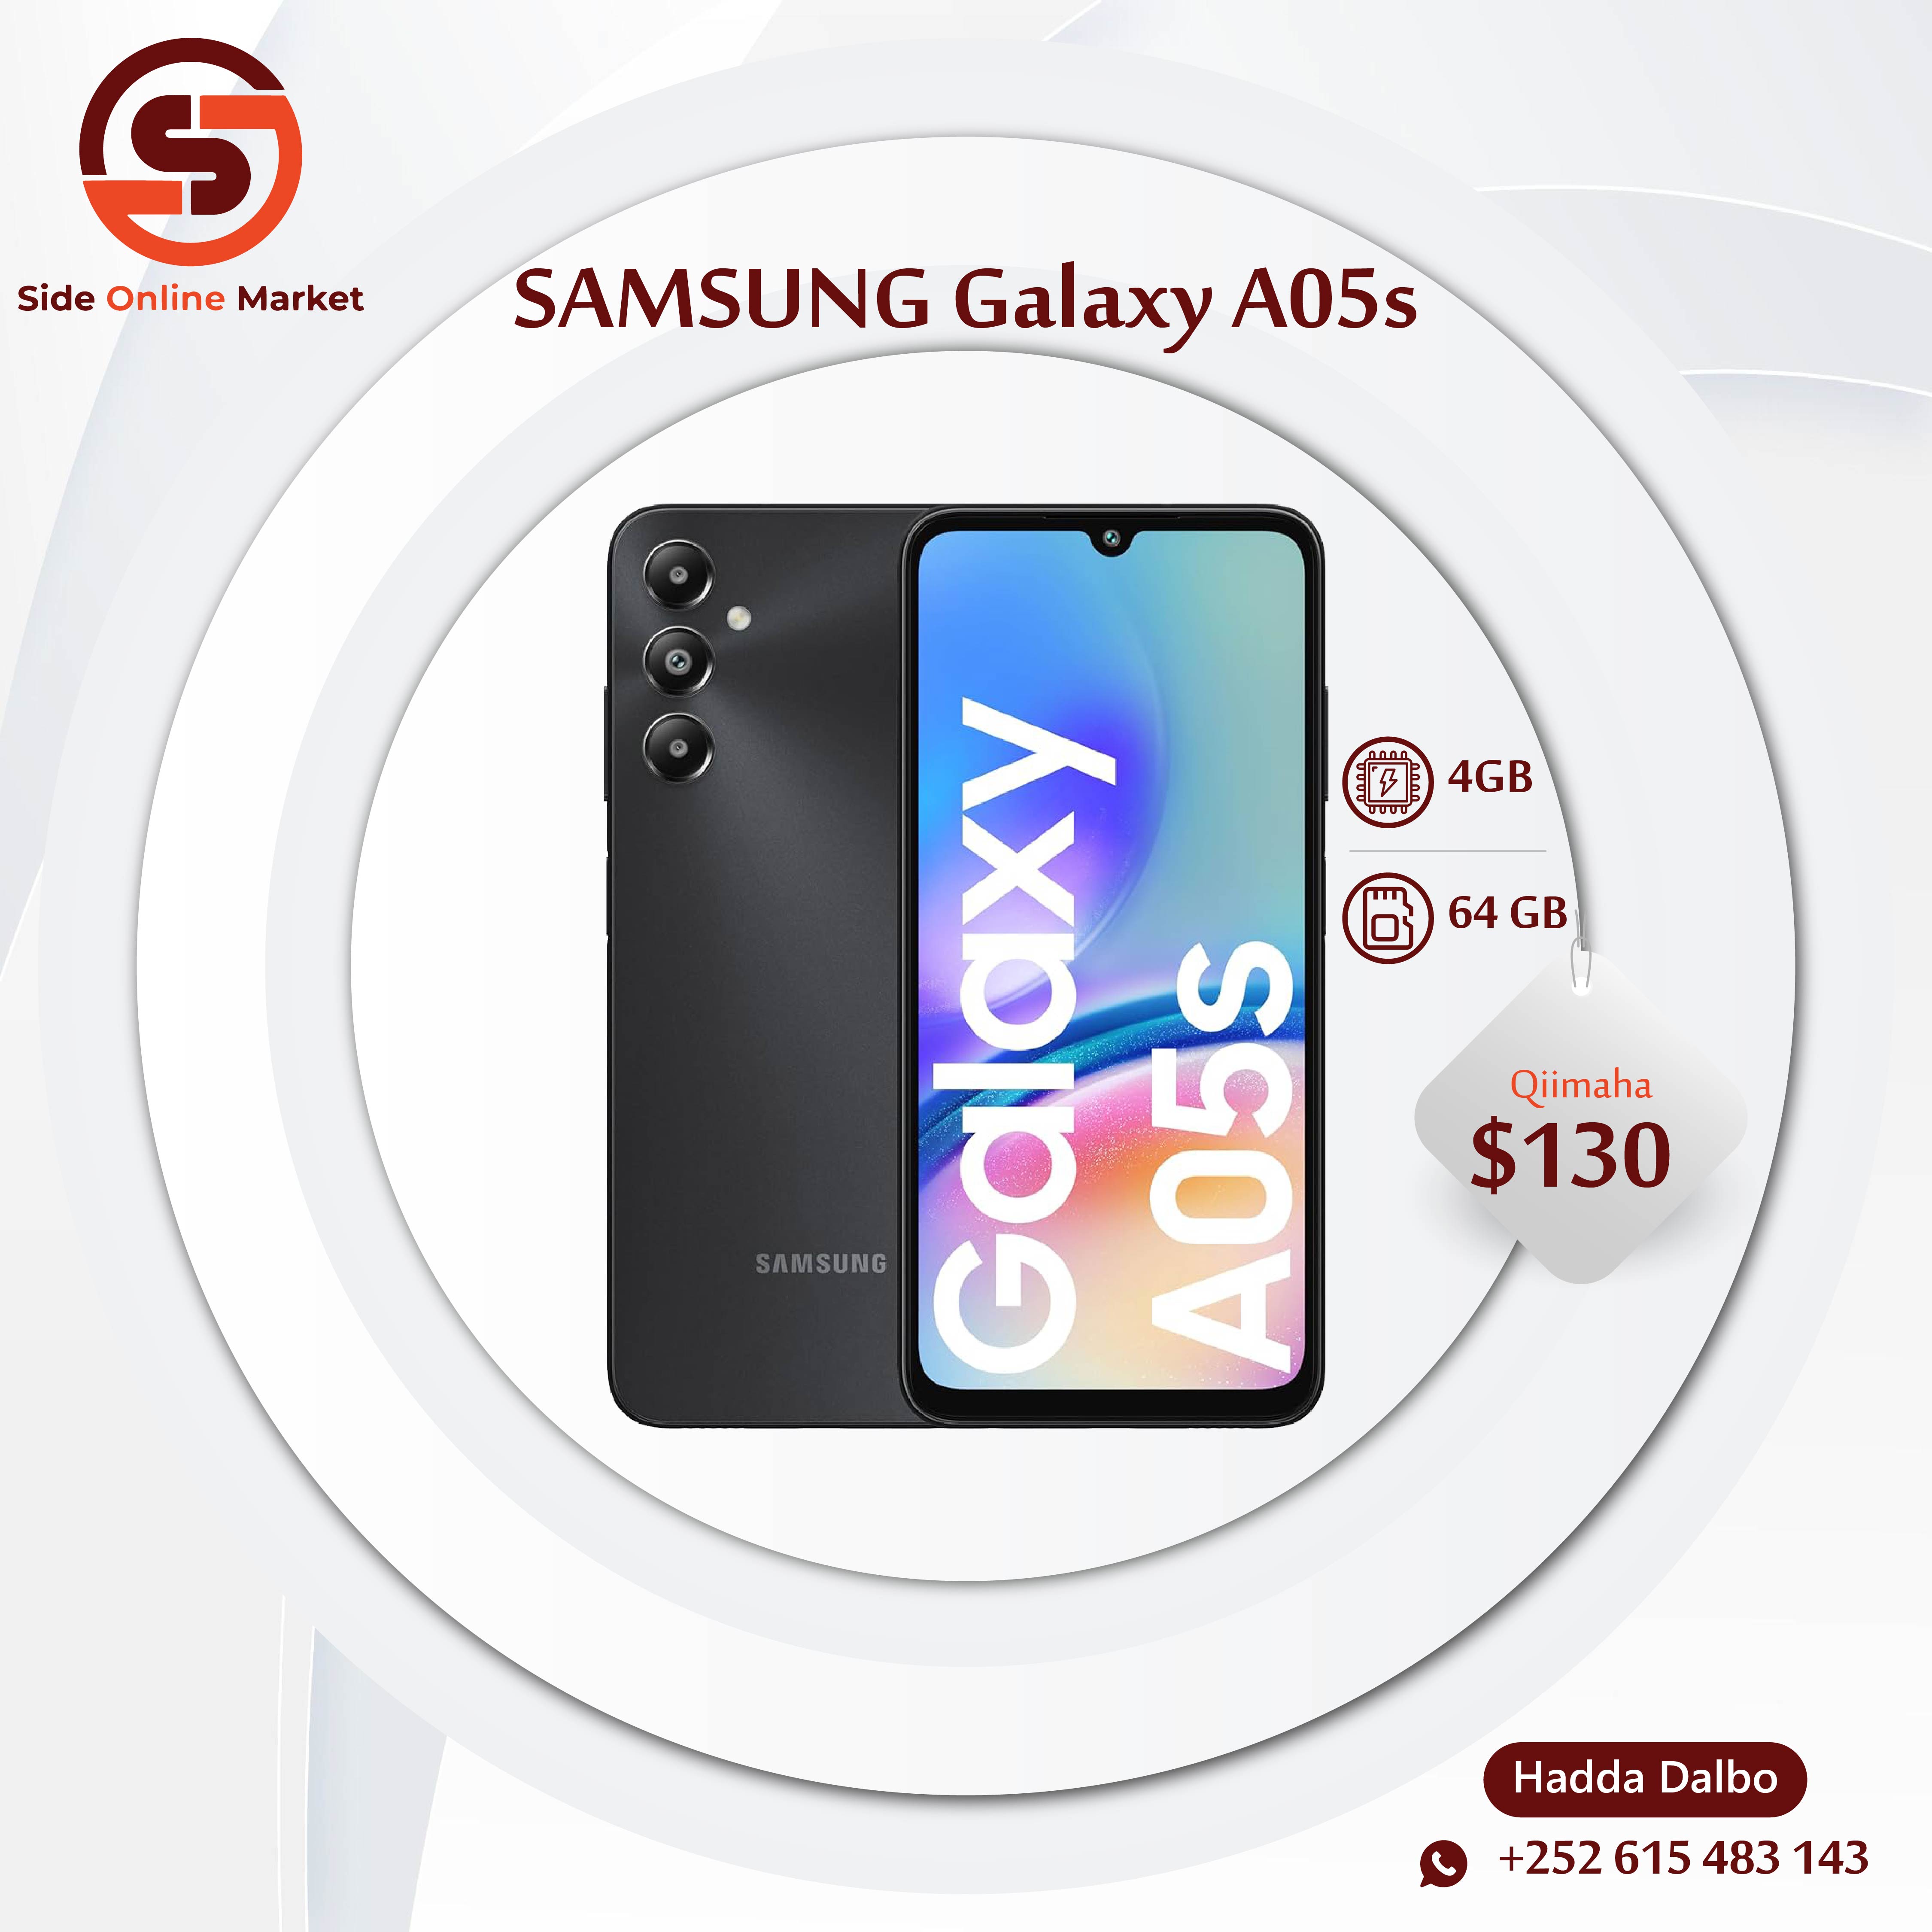 Side Online Market
SAMSUNG Galaxy A05s
SAMSUNG
Galaxy
A05s
4GB
64 GB
Qiimaha
$130
Hadda Dalbo
+252 615 483 143